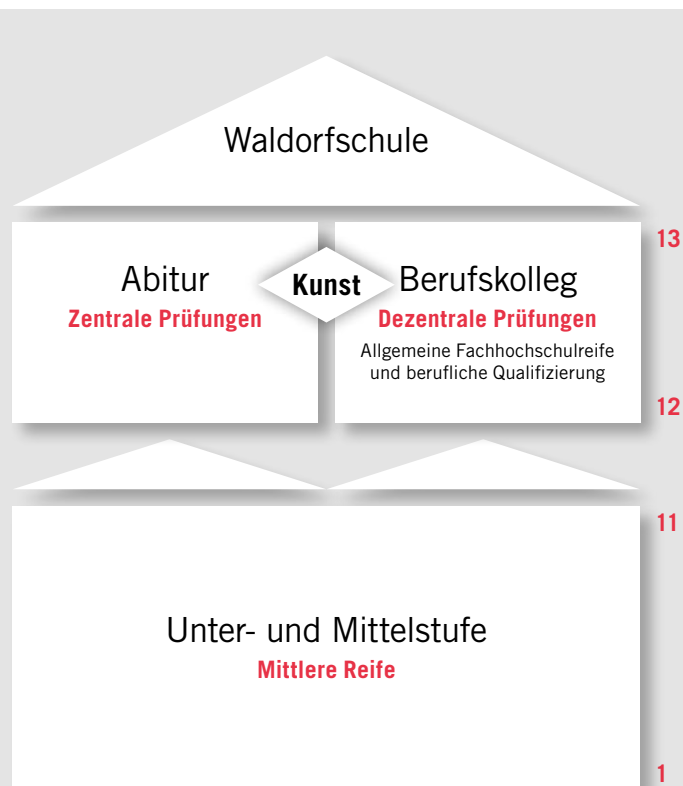 Waldorfschule
13
Abitur
Zentrale Prüfungen
Kunst
Berufskolleg
Dezentrale Prüfungen
Allgemeine Fachhochschulreife
und berufliche Qualifizierung
12
11
Unter- und Mittelstufe
Mittlere Reife
1